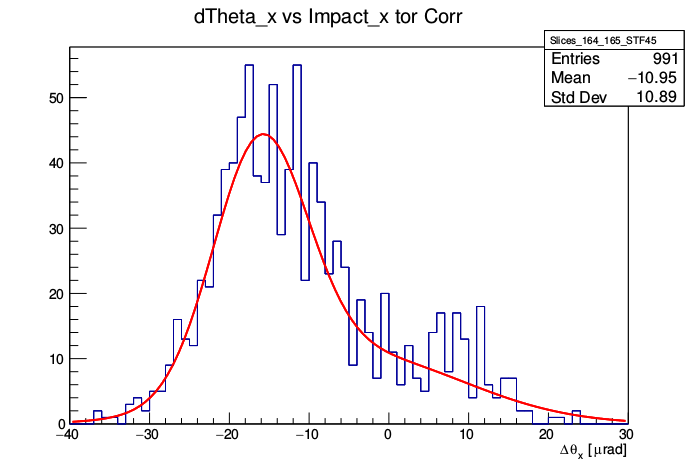 dTheta_x vs Impact_x tor Corr
Slices_164_165_STF45
Entries 991
Mean −10.95
Std Dev 10.89
50
40
30
20
10
0
−40 −30 −20 −10 0 10 20 30
Δθx [μrad]